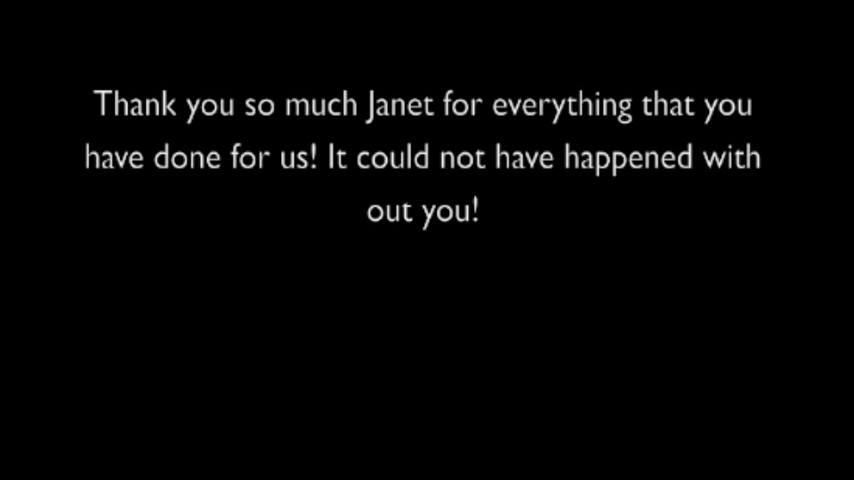 Thank you so much Janet for everything that you
have done for us! It could not have happened with
out you!